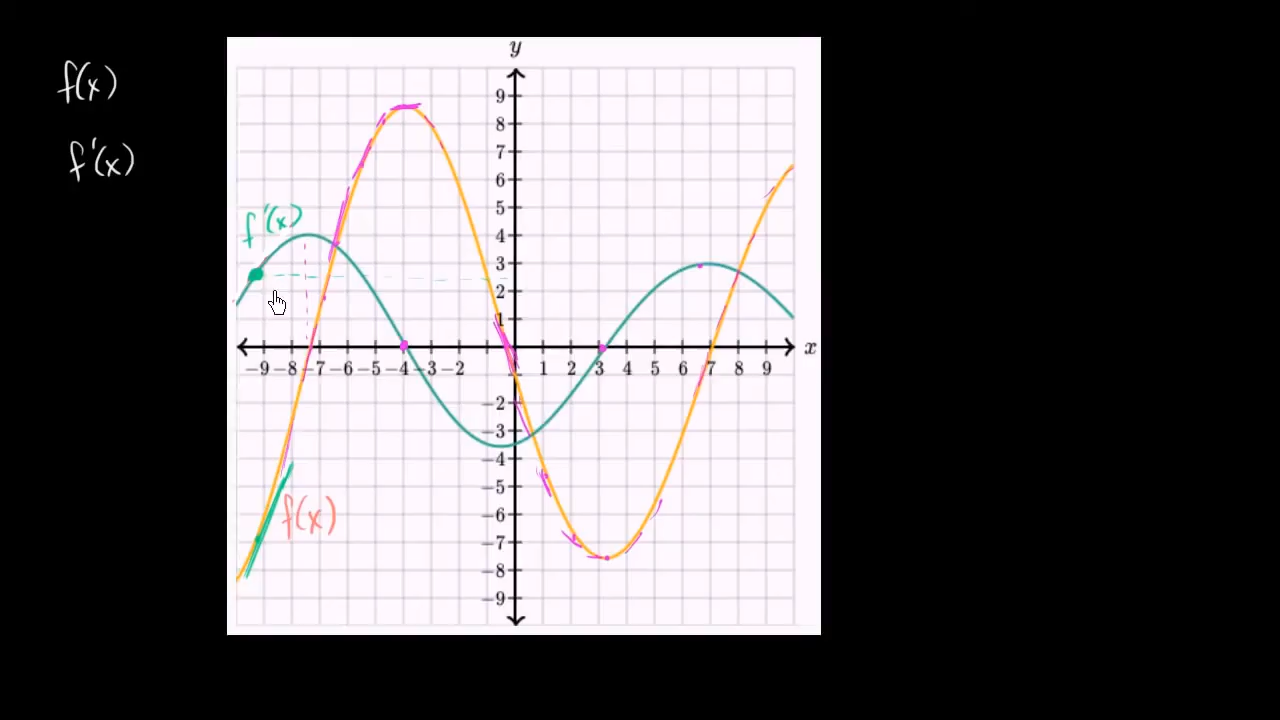 f(x)
f'(x)
y
9
8
7
6
5
4
3
2
1
f'(x)
-9 -8 -7 -6 -5 -4 -3 -2 1 2 3 4 5 6 7 8 9 x
-2
-3
-4
-5
-6
-7
-8
-9
f(x)